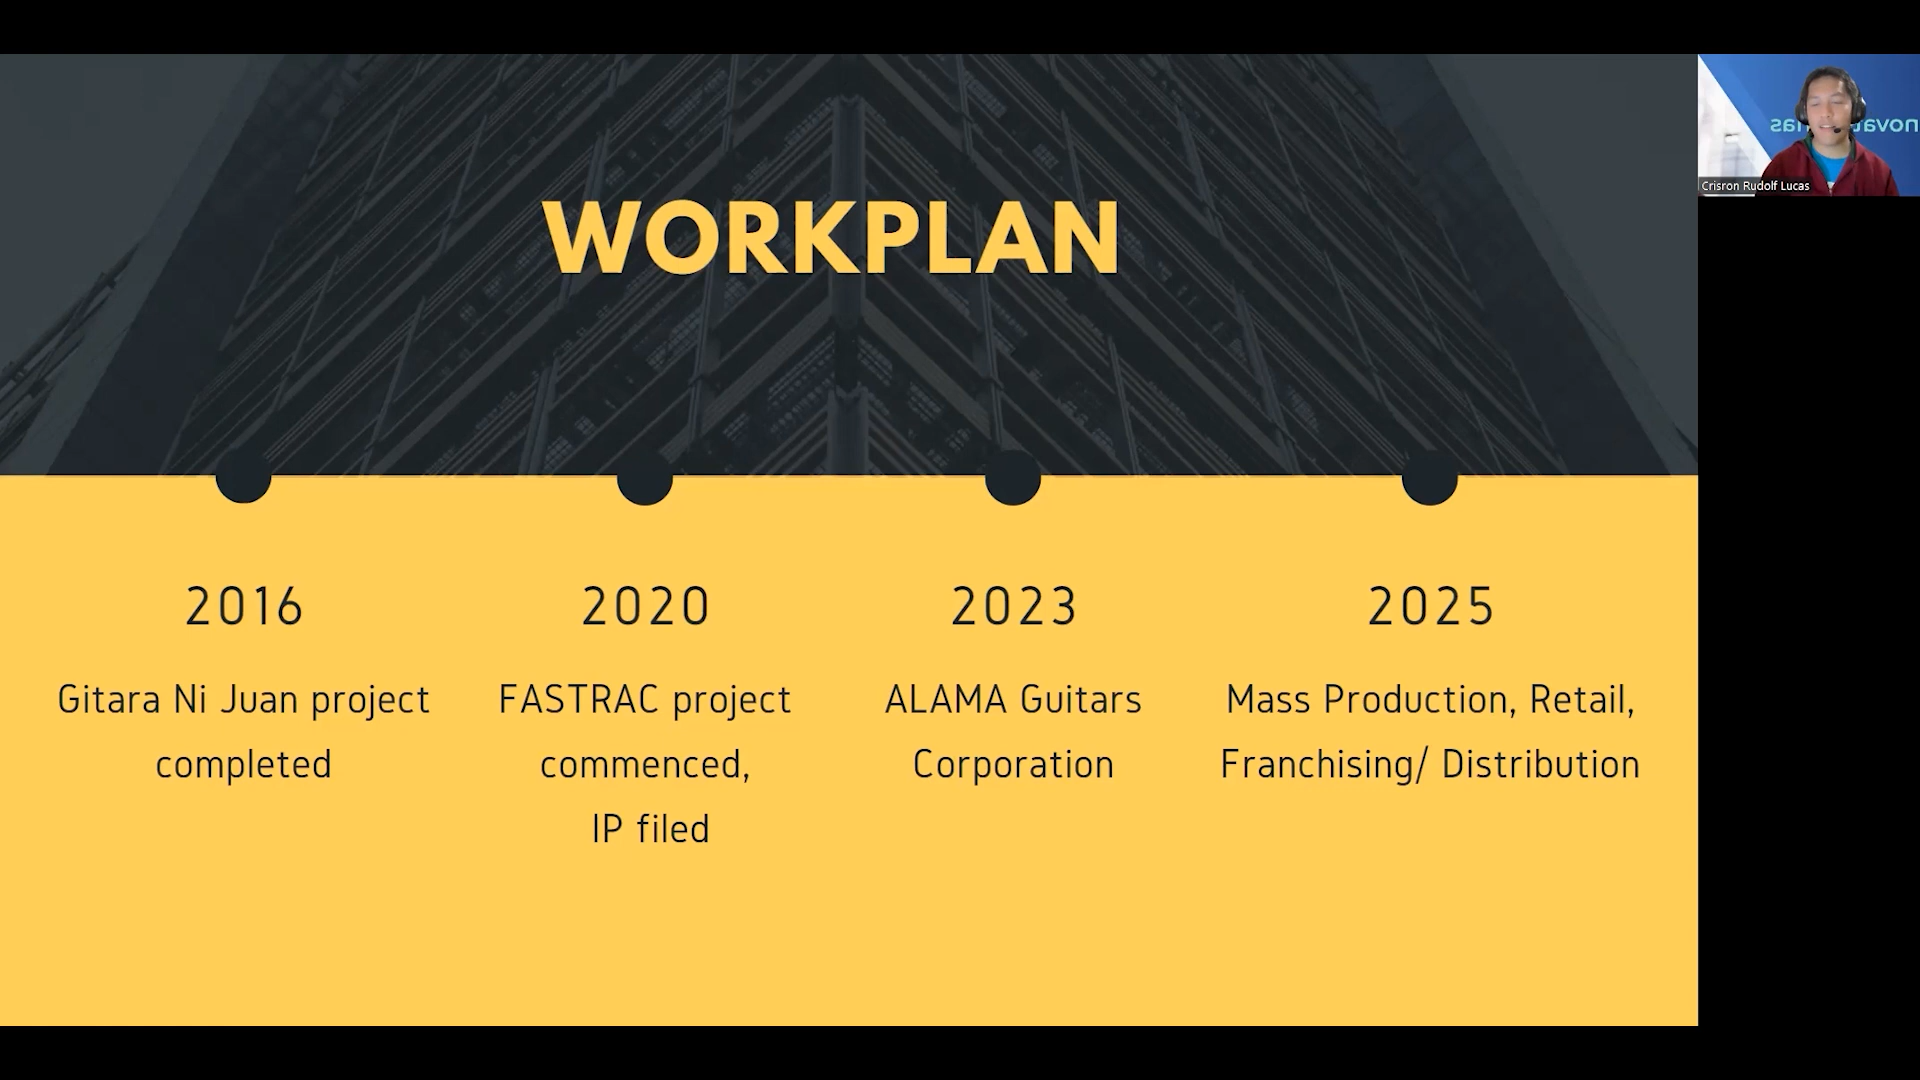 WORKPLAN
2016
Gitara Ni Juan project
completed
2020
FASTRAC project
commenced,
IP filed
2023
ALAMA Guitars
Corporation
2025
Mass Production, Retail,
Franchising/ Distribution
Crisron Rudolf Lucas